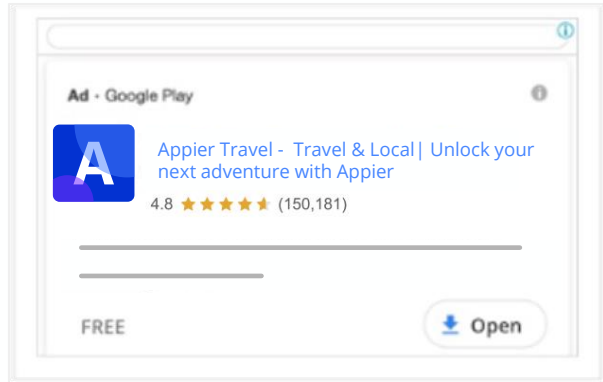 Ad · Google Play
A
Appier Travel - Travel & Local| Unlock your
next adventure with Appier
4.8 (150,181)
FREE
Open